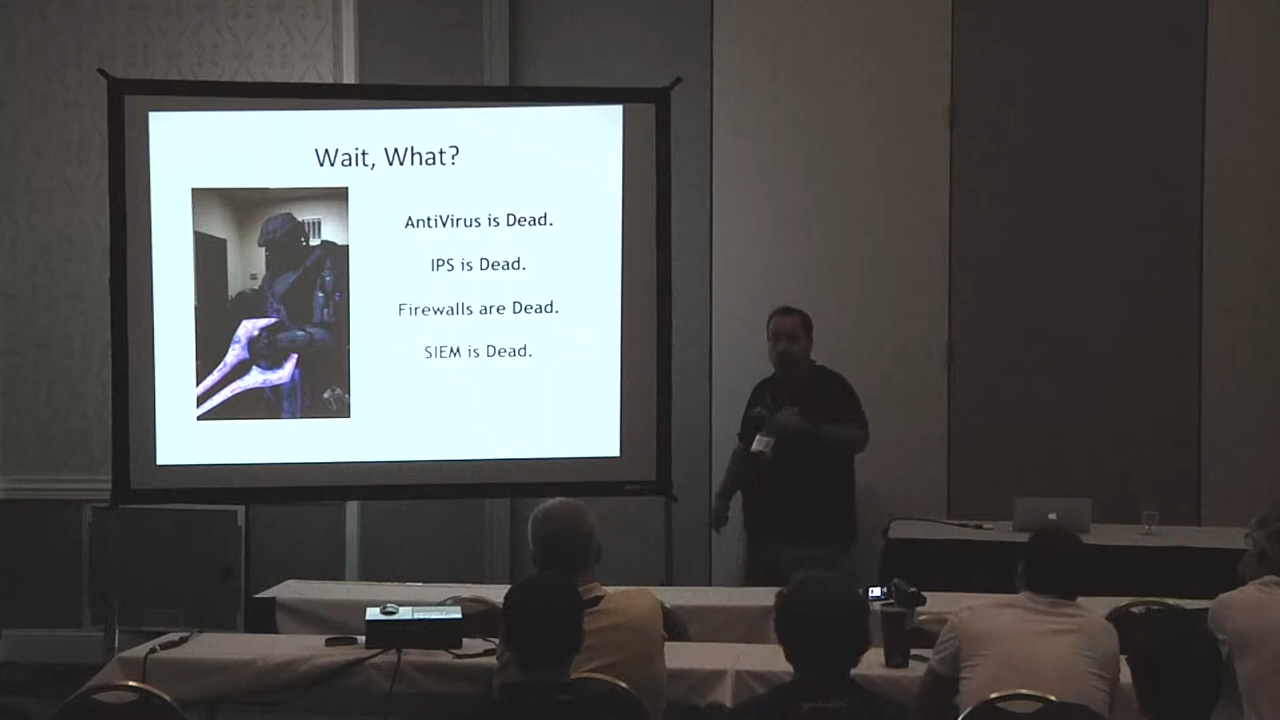 Wait, What?
AntiVirus is Dead.
IPS is Dead.
Firewalls are Dead.
SIEM is Dead.